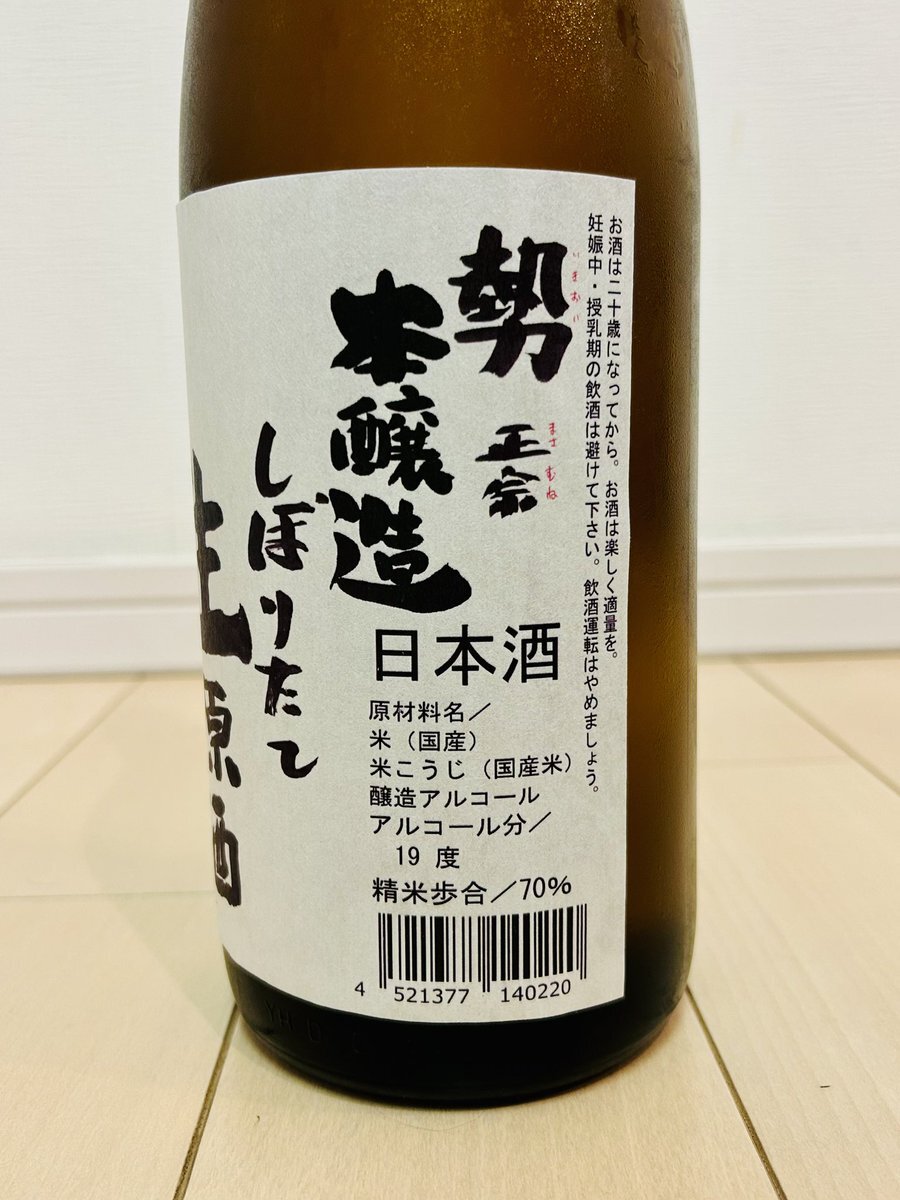 お酒は二十歳になってから。お酒は楽しく適量を。
妊娠中・授乳期の飲酒は避けて下さい。飲酒運転はやめましょう。
いきおい
勢
まさ むね
正宗
本醸造
しぼりたて
生原酒
日本酒
原材料名／
米（国産）
米こうじ（国産米）
醸造アルコール
アルコール分／
19 度
精米歩合／70%
4 521377 140220